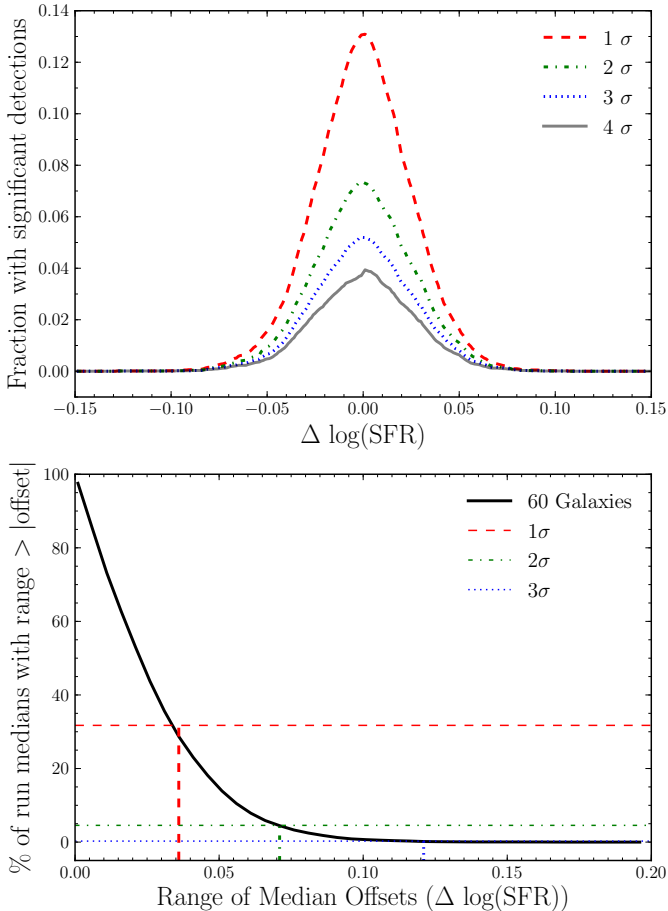 0.14
0.12
0.10
0.08
0.06
0.04
0.02
0.00
Fraction with significant detections
1 σ
2 σ
3 σ
4 σ
−0.15 −0.10 −0.05 0.00 0.05 0.10 0.15
Δ log(SFR)
100
80
60
40
20
0
% of run medians with range > |offset|
60 Galaxies
1σ
2σ
3σ
0.00 0.05 0.10 0.15 0.20
Range of Median Offsets (Δ log(SFR))